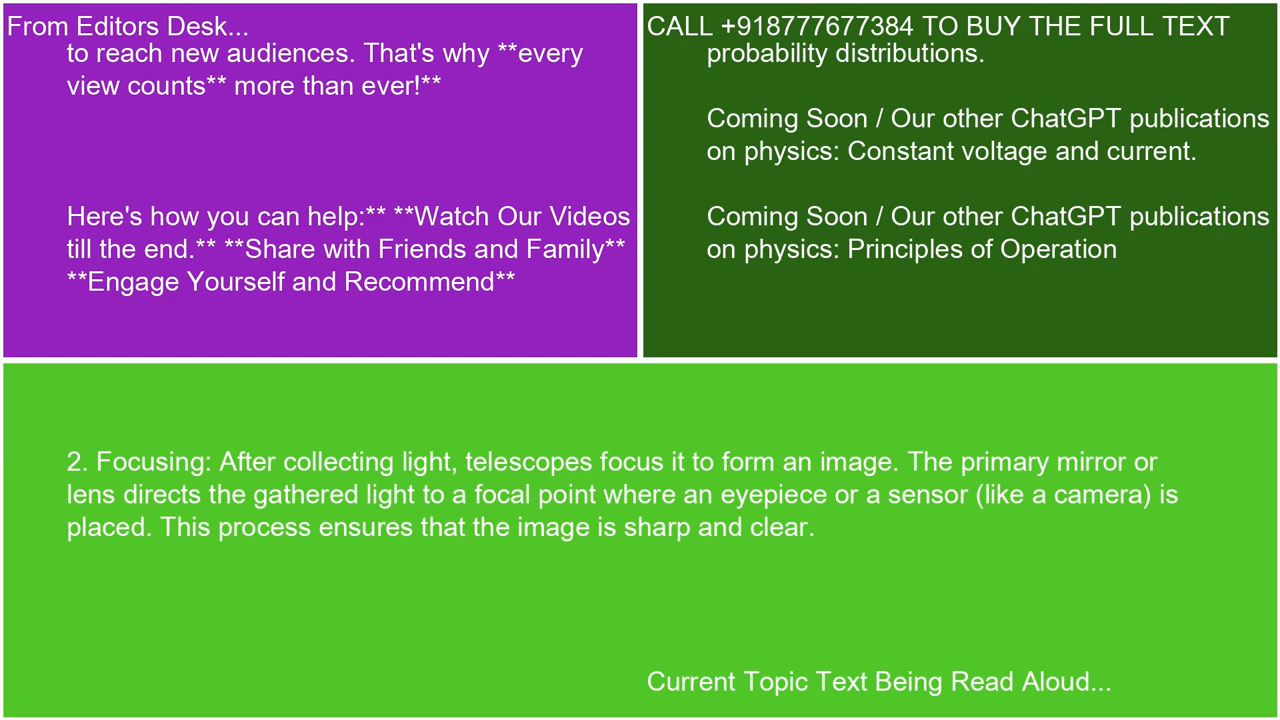 From Editors Desk...
to reach new audiences. That's why **every
view counts** more than ever!**
Here's how you can help:** **Watch Our Videos
till the end.** **Share with Friends and Family**
**Engage Yourself and Recommend**
CALL +918777677384 TO BUY THE FULL TEXT
probability distributions.
Coming Soon / Our other ChatGPT publications
on physics: Constant voltage and current.
Coming Soon / Our other ChatGPT publications
on physics: Principles of Operation
2. Focusing: After collecting light, telescopes focus it to form an image. The primary mirror or
lens directs the gathered light to a focal point where an eyepiece or a sensor (like a camera) is
placed. This process ensures that the image is sharp and clear.
Current Topic Text Being Read Aloud...